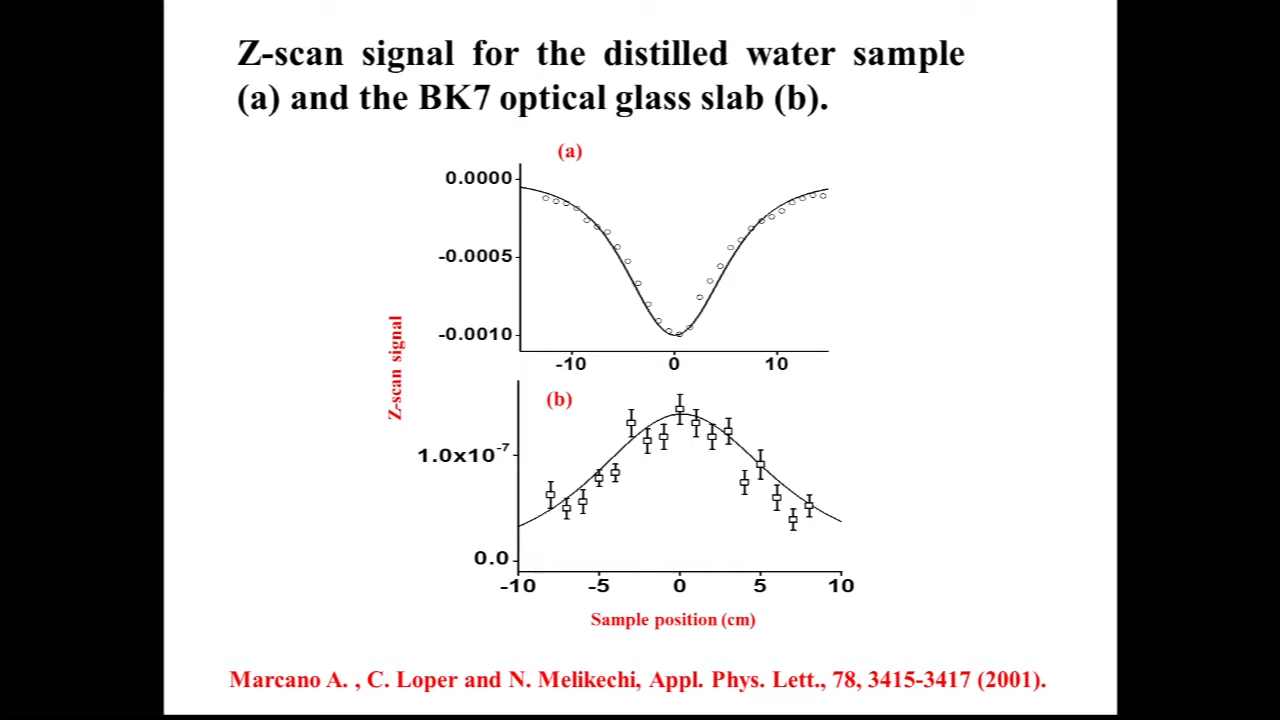 Z-scan signal for the distilled water sample
(a) and the BK7 optical glass slab (b).
(a)
0.0000
-0.0005
-0.0010
-10 0 10
Z-scan signal
(b)
1.0x10⁻⁷
0.0
-10 -5 0 5 10
Sample position (cm)
Marcano A. , C. Loper and N. Melikechi, Appl. Phys. Lett., 78, 3415-3417 (2001).